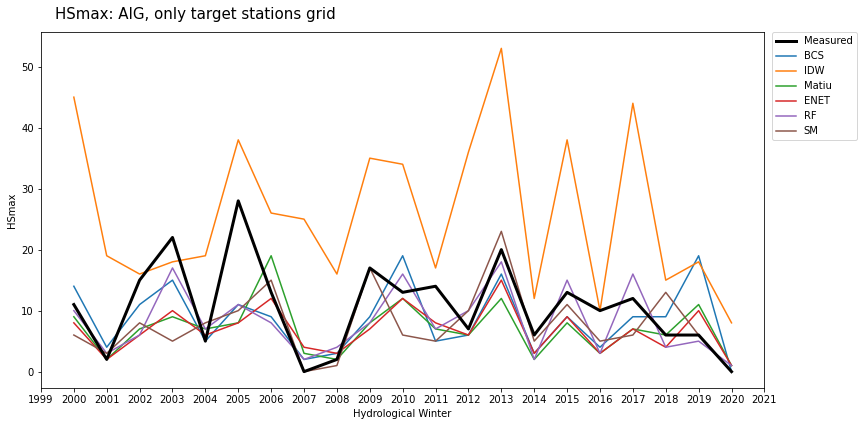 HSmax: AIG, only target stations grid
Measured
BCS
IDW
Matiu
ENET
RF
SM
50
40
30
20
10
0
HSmax
1999 2000 2001 2002 2003 2004 2005 2006 2007 2008 2009 2010 2011 2012 2013 2014 2015 2016 2017 2018 2019 2020 2021
Hydrological Winter